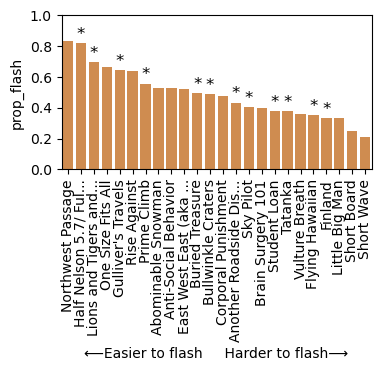 1.0
0.8
0.6
0.4
0.2
0.0
prop_flash
* * * * * * * * * * * *
Northwest Passage
Half Nelson 5.7/ Ful...
Lions and Tigers and...
One Size Fits All
Gulliver's Travels
Rise Against
Prime Climb
Abominable Snowman
Anti-Social Behavior
East West East (aka ...
Buried Treasure
Bullwinkle Craters
Corporal Punishment
Another Roadside Dis...
Sky Pilot
Brain Surgery 101
Student Loan
Tatanka
Vulture Breath
Flying Hawaiian
Finland
Little Big Man
Short Board
Short Wave
⟵Easier to flash Harder to flash⟶